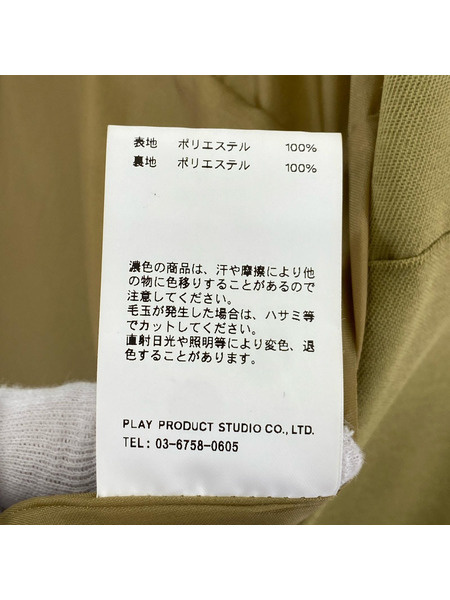 表地 ポリエステル 100%
裏地 ポリエステル 100%
濃色の商品は、汗や摩擦により他
の物に色移りすることがあるので
注意してください。
毛玉が発生した場合は、ハサミ等
でカットしてください。
直射日光や照明等により変色、退
色することがあります。
PLAY PRODUCT STUDIO CO., LTD.
TEL: 03-6758-0605